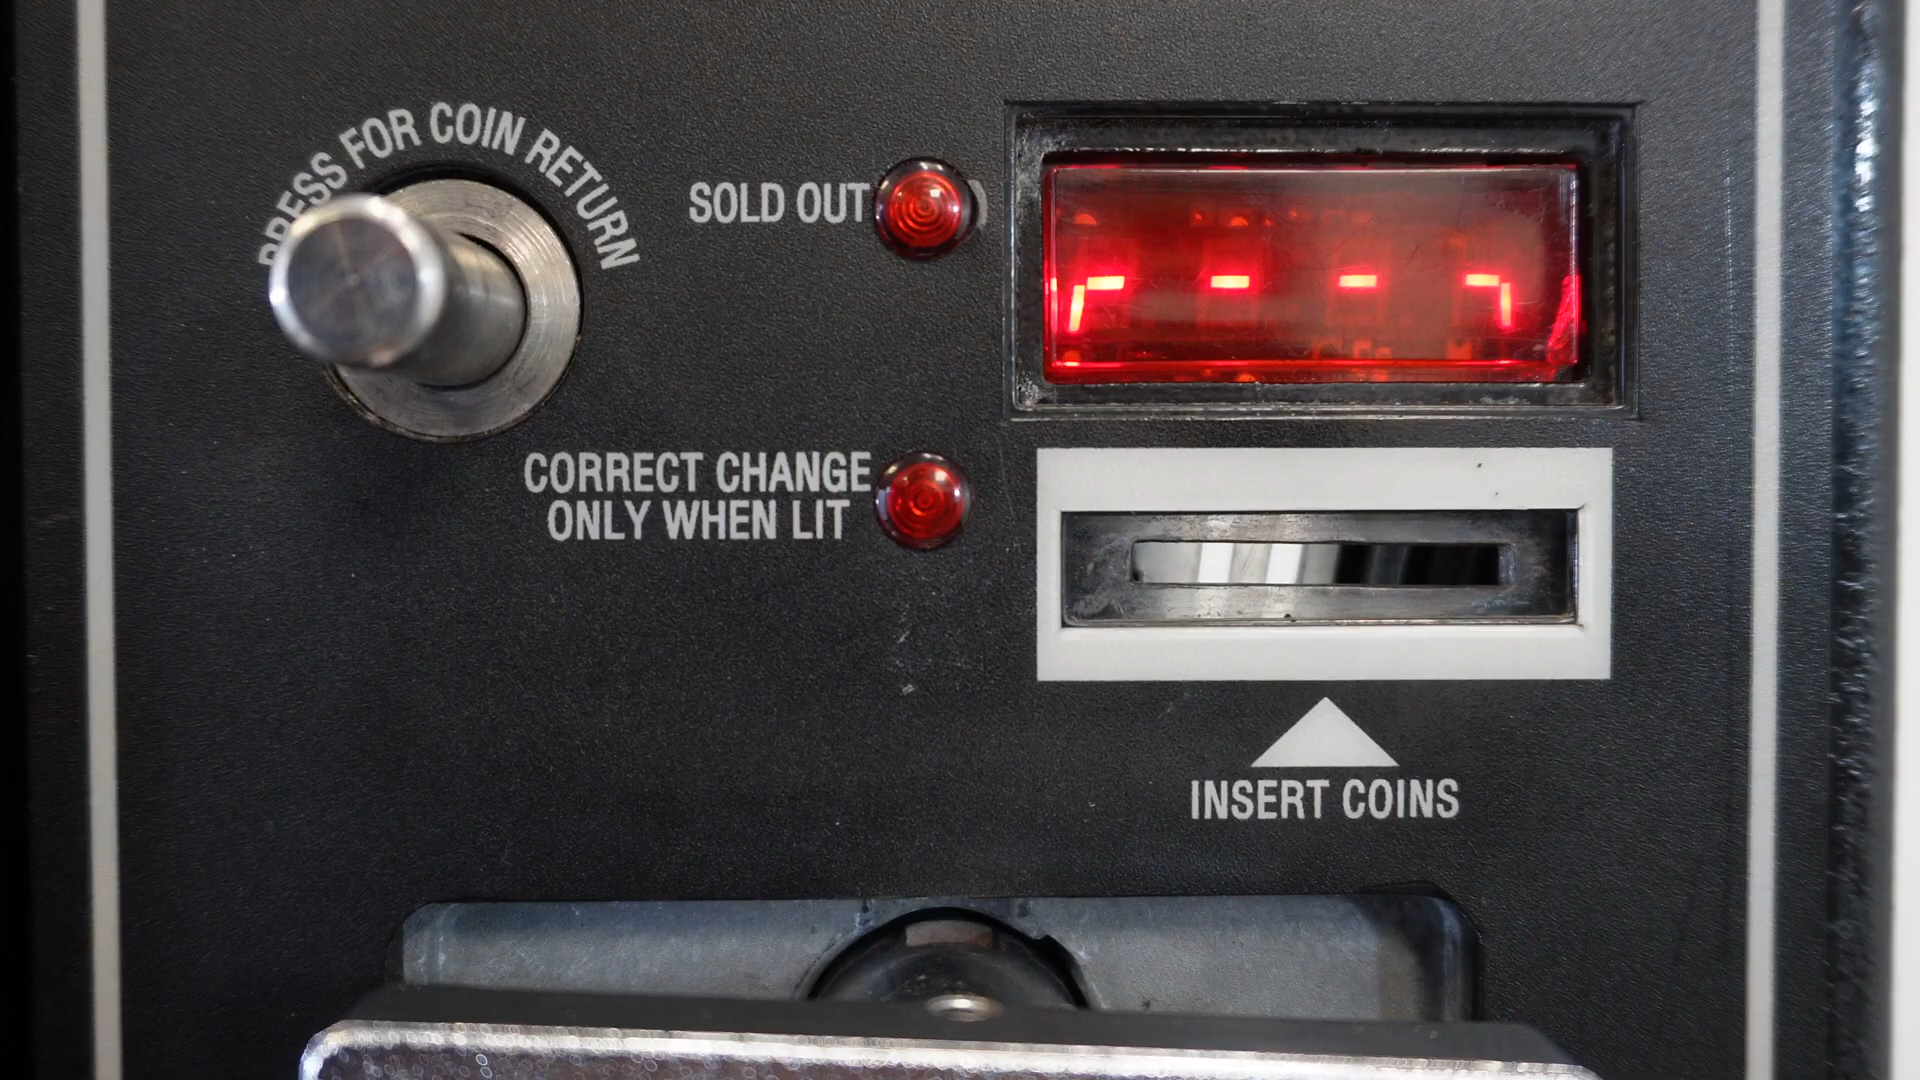 PRESS FOR COIN RETURN
SOLD OUT
CORRECT CHANGE
ONLY WHEN LIT
INSERT COINS